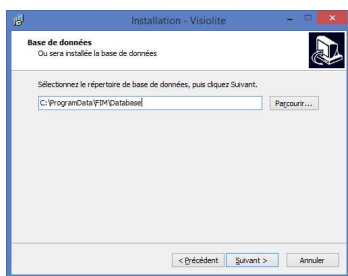 Installation - Visiolite
Base de données
Ou sera installée la base de données
Sélectionnez le répertoire de base de données, puis cliquez Suivant.
C:\ProgramData\FIM\Database
Parcourir...
< Précédent
Suivant >
Annuler